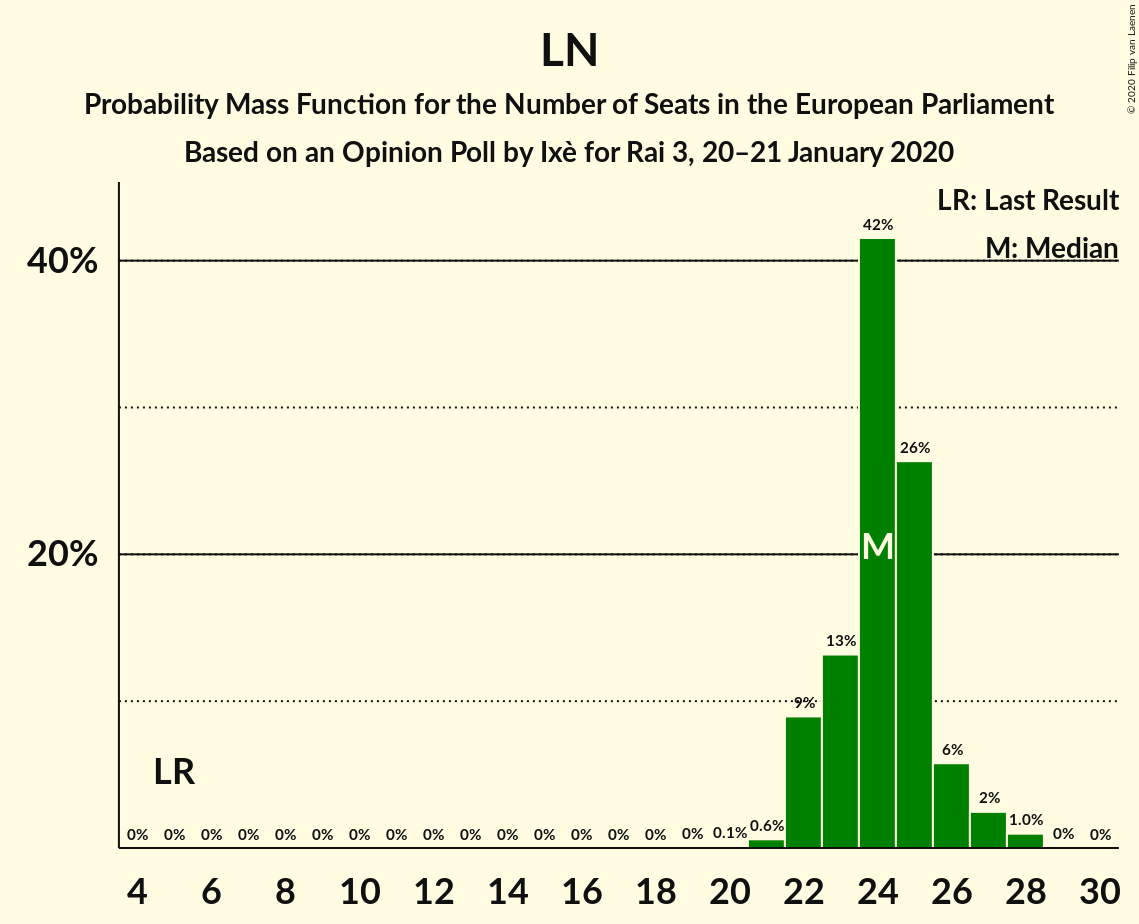 LN
Probability Mass Function for the Number of Seats in the European Parliament
Based on an Opinion Poll by Ixè for Rai 3, 20–21 January 2020
© 2020 Filip van Laenen
LR: Last Result
M: Median
42%
40%
26%
20%
M
13%
9%
6%
LR
2%
0% 0% 0% 0% 0% 0% 0% 0% 0% 0% 0% 0% 0% 0% 0% 0% 0.1% 0.6% 1.0% 0% 0%
4 6 8 10 12 14 16 18 20 22 24 26 28 30